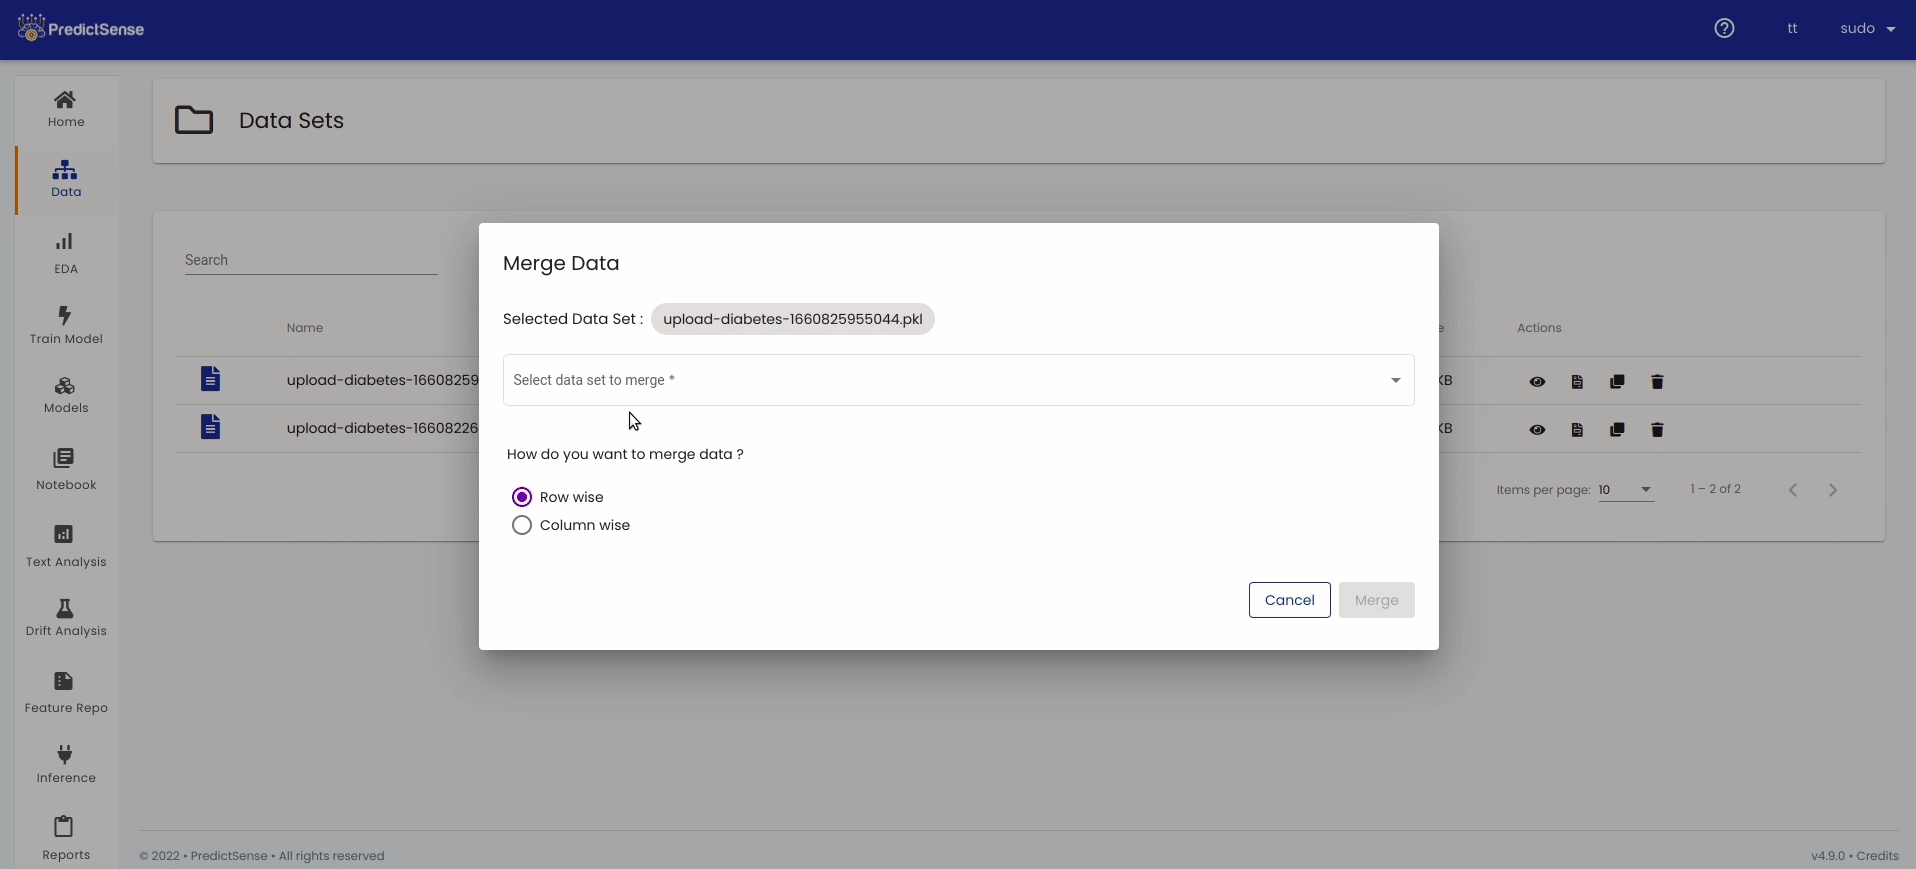 PredictSense
tt
sudo
Home
Data
EDA
Train Model
Models
Notebook
Text Analysis
Drift Analysis
Feature Repo
Inference
Reports
Data Sets
Search
Name
Actions
upload-diabetes-16608259
KB
upload-diabetes-16608226
KB
Items per page: 10
1 – 2 of 2
Merge Data
Selected Data Set : upload-diabetes-1660825955044.pkl
Select data set to merge *
How do you want to merge data ?
Row wise
Column wise
Cancel
Merge
© 2022 • PredictSense • All rights reserved
v4.9.0 • Credits